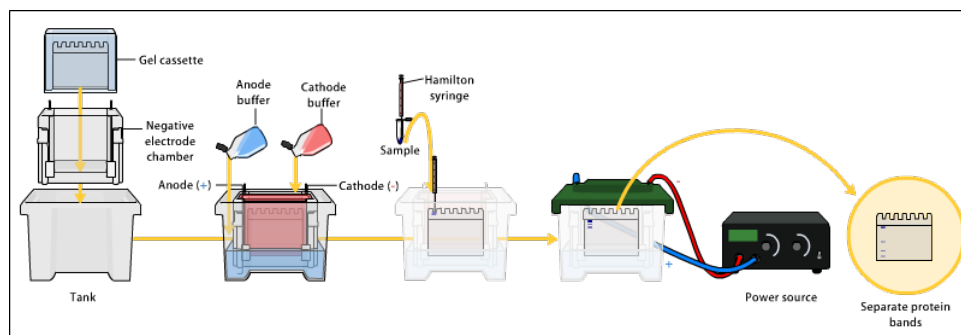 Gel cassette
Negative
electrode
chamber
Tank
Anode
buffer
Cathode
buffer
Anode (+)
Cathode (-)
Hamilton
syringe
Sample
-
+
Power source
Separate protein
bands